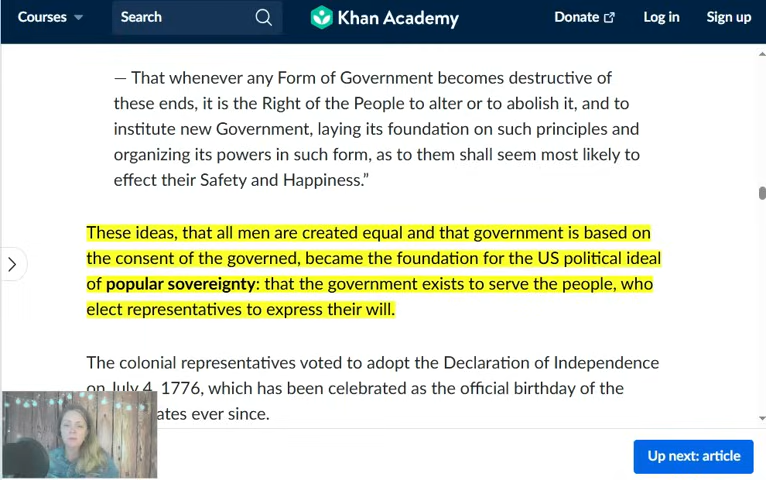 Courses
Search
Khan Academy
Donate
Log in
Sign up
— That whenever any Form of Government becomes destructive of
these ends, it is the Right of the People to alter or to abolish it, and to
institute new Government, laying its foundation on such principles and
organizing its powers in such form, as to them shall seem most likely to
effect their Safety and Happiness.”
These ideas, that all men are created equal and that government is based on
the consent of the governed, became the foundation for the US political ideal
of popular sovereignty: that the government exists to serve the people, who
elect representatives to express their will.
The colonial representatives voted to adopt the Declaration of Independence
on July 4, 1776, which has been celebrated as the official birthday of the
ates ever since.
Up next: article